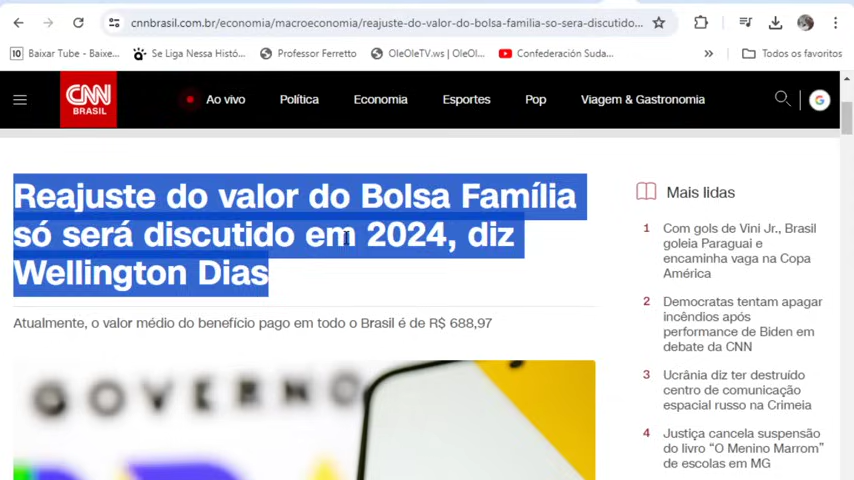 cnnbrasil.com.br/economia/macroeconomia/reajuste-do-valor-do-bolsa-familia-so-sera-discutido...
10 Baixar Tube - Baixe... Se Liga Nessa Histó... Professor Ferretto OleOleTV.ws | OleOl... Confederación Suda... » Todos os favoritos
CNN
BRASIL
Ao vivo Política Economia Esportes Pop Viagem & Gastronomia
G
Reajuste do valor do Bolsa Família
só será discutido em 2024, diz
Wellington Dias
Atualmente, o valor médio do benefício pago em todo o Brasil é de R$ 688,97
GOVERNO
Mais lidas
1 Com gols de Vini Jr., Brasil
goleia Paraguai e
encaminha vaga na Copa
América
2 Democratas tentam apagar
incêndios após
performance de Biden em
debate da CNN
3 Ucrânia diz ter destruído
centro de comunicação
espacial russo na Crimeia
4 Justiça cancela suspensão
do livro “O Menino Marrom”
de escolas em MG